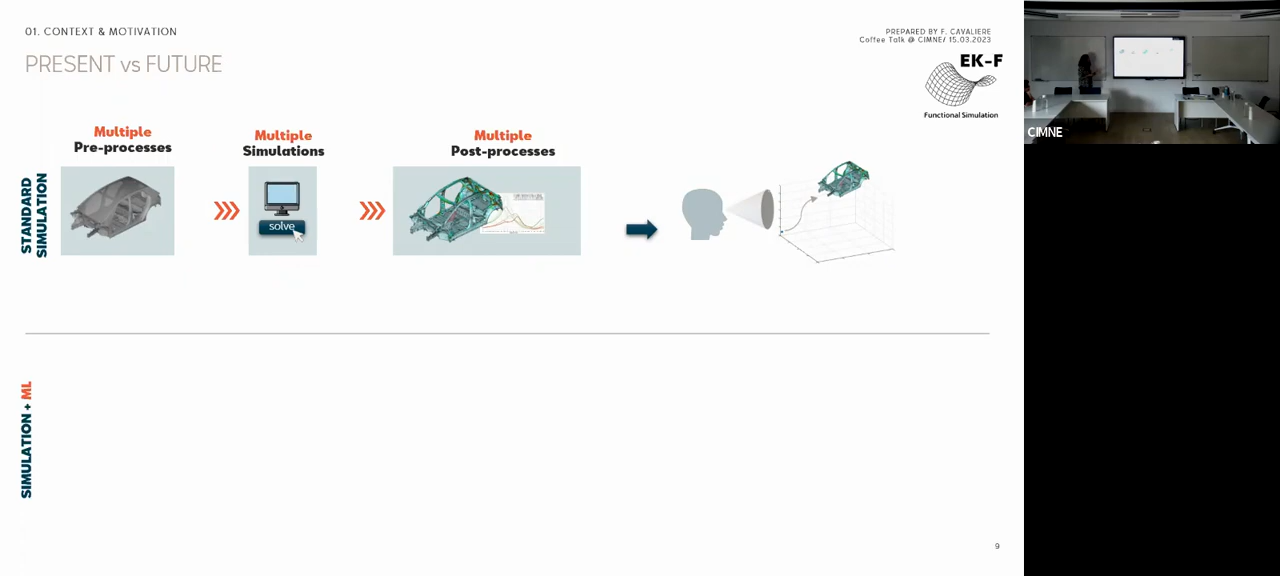 01. CONTEXT & MOTIVATION
PREPARED BY F. CAVALIERE
Coffee Talk @ CIMNE/ 15.03.2023
PRESENT vs FUTURE
EK-F
Functional Simulation
Multiple
Pre-processes
Multiple
Simulations
Multiple
Post-processes
STANDARD
SIMULATION
solve
SIMULATION + ML
9
CIMNE